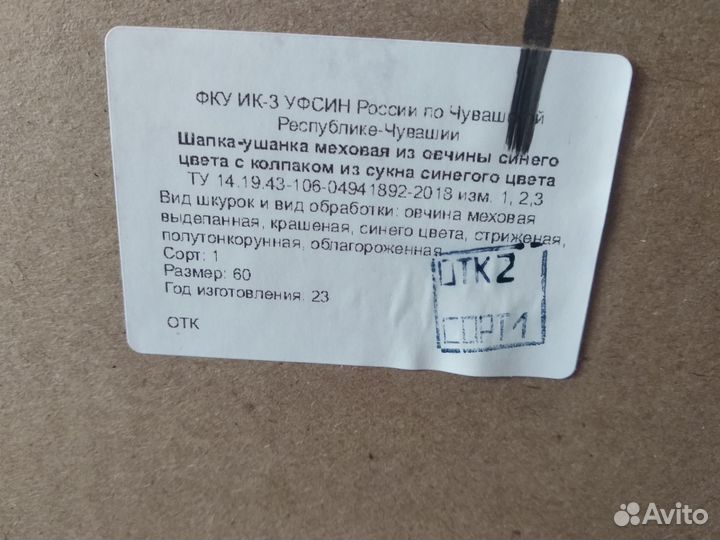 ФКУ ИК-3 УФСИН России по Чувашской
Республике-Чувашии
Шапка-ушанка меховая из овчины синего
цвета с колпаком из сукна синегого цвета
ТУ 14.19.43-106-04941892-2018 изм. 1, 2,3
Вид шкурок и вид обработки: овчина меховая
выделанная, крашеная, синего цвета, стриженая,
полутонкорунная, облагороженная
Сорт: 1
Размер: 60
Год изготовления. 23
ОТК
ОТК 2
СОРТ 1
Avito